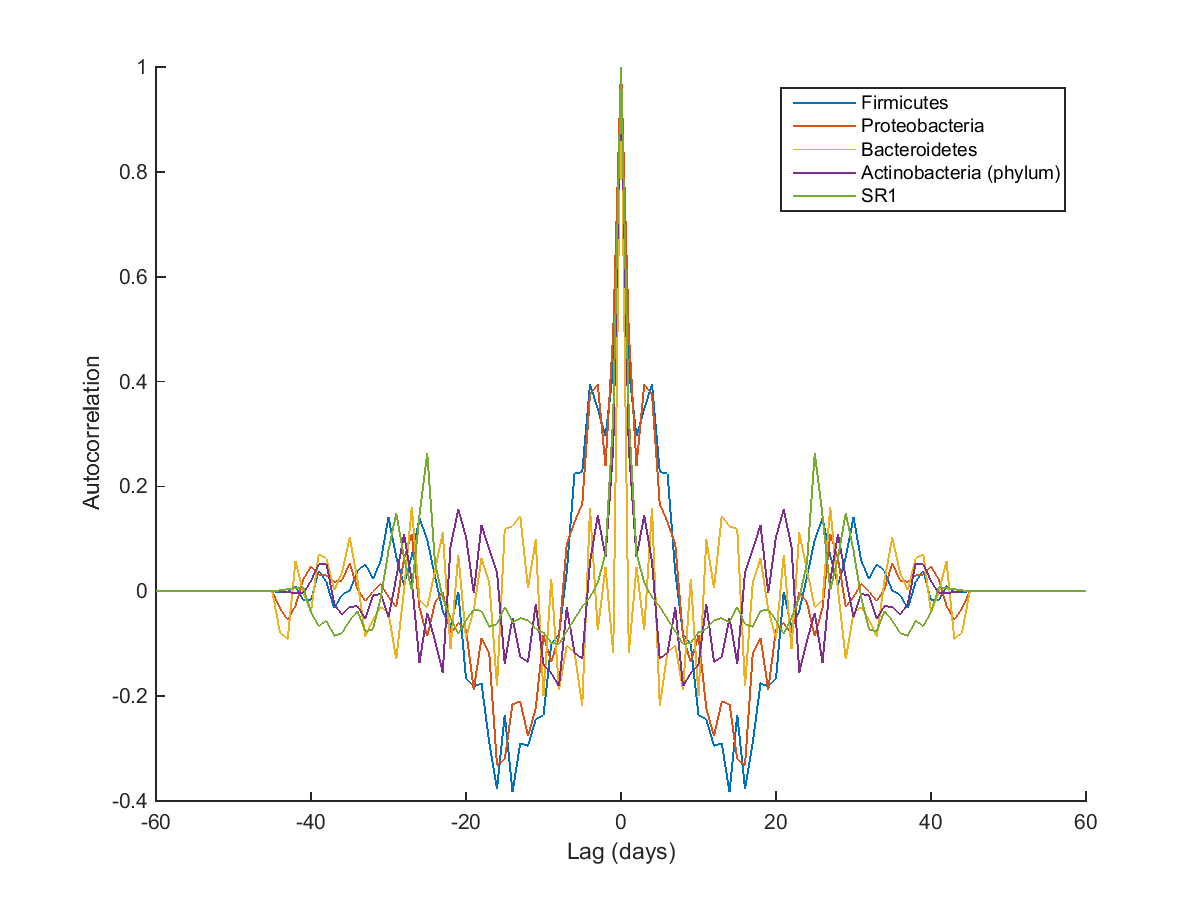 1
0.8
0.6
0.4
0.2
0
-0.2
-0.4
-60
-40
-20
0
20
40
60
Autocorrelation
Lag (days)
Firmicutes
Proteobacteria
Bacteroidetes
Actinobacteria (phylum)
SR1